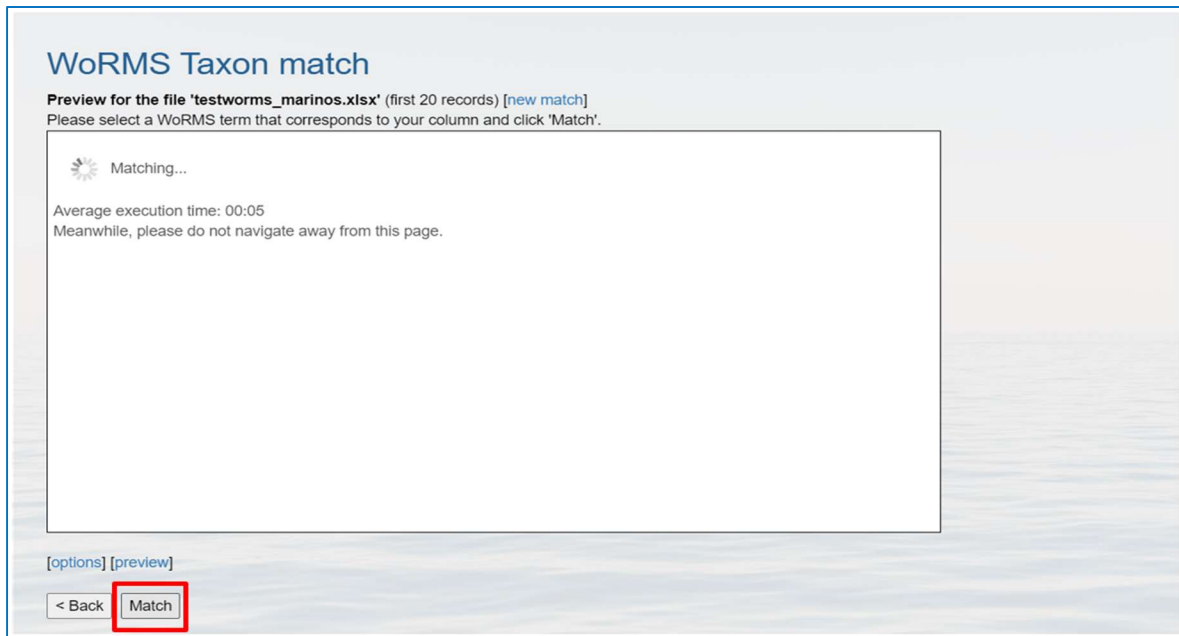 WoRMS Taxon match
Preview for the file 'testworms_marinos.xlsx' (first 20 records) [new match]
Please select a WoRMS term that corresponds to your column and click 'Match'.
Matching...
Average execution time: 00:05
Meanwhile, please do not navigate away from this page.
[options] [preview]
< Back Match